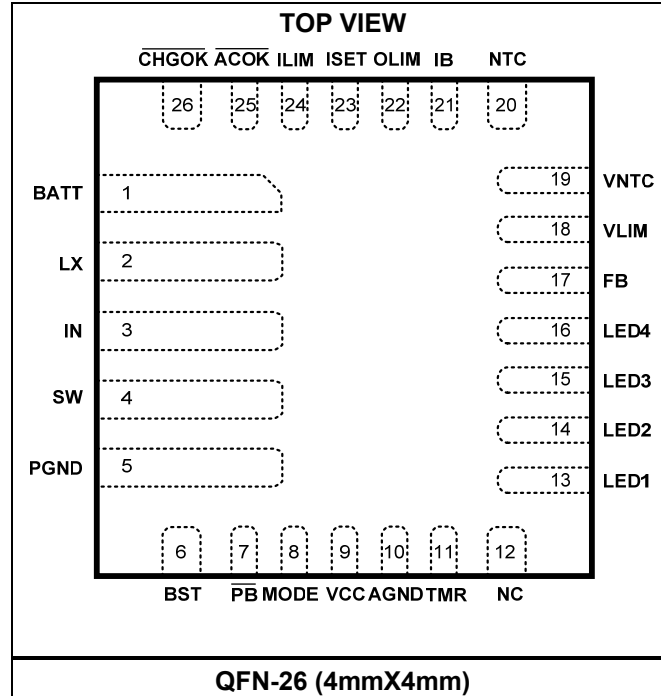 TOP VIEW
CHGOK ACOK ILIM ISET OLIM IB NTC
26 25 24 23 22 21 20
BATT 1 19 VNTC
18 VLIM
LX 2
17 FB
IN 3 16 LED4
15 LED3
SW 4
14 LED2
PGND 5 13 LED1
6 7 8 9 10 11 12
BST PB MODE VCC AGND TMR NC
QFN-26 (4mmX4mm)